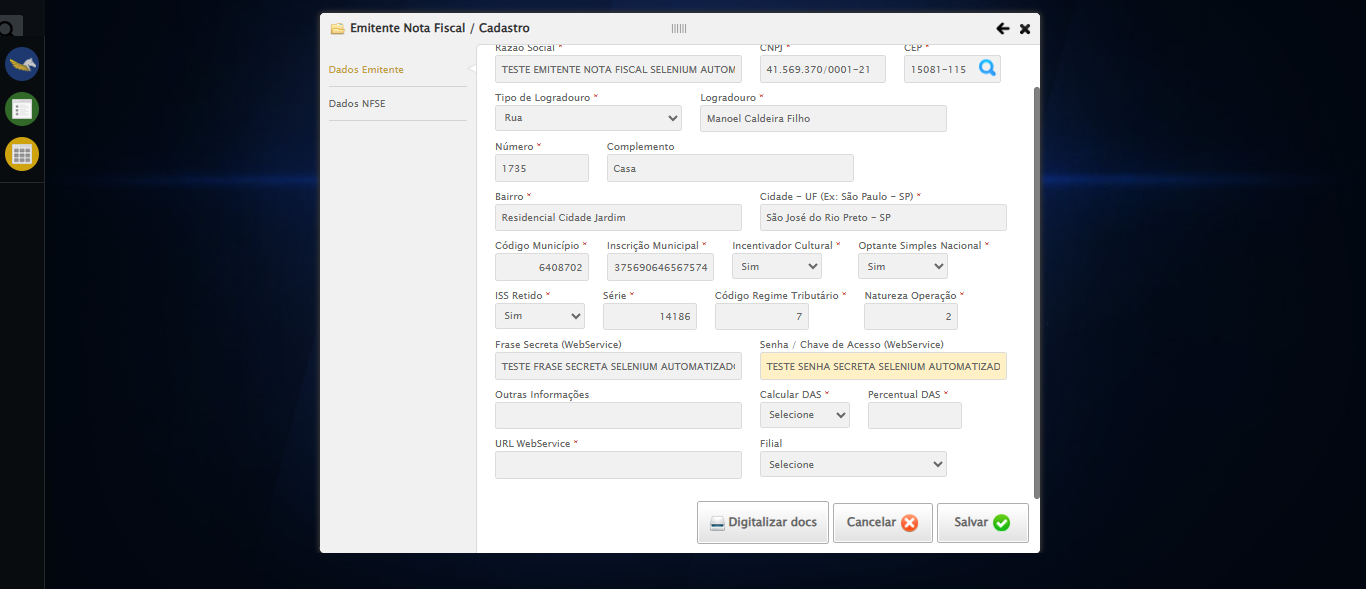 Emitente Nota Fiscal / Cadastro
Dados Emitente
Dados NFSE
Razão Social * CNPJ * CEP *
TESTE EMITENTE NOTA FISCAL SELENIUM AUTOM 41.569.370/0001-21 15081-115
Tipo de Logradouro * Logradouro *
Rua Manoel Caldeira Filho
Número * Complemento
1735 Casa
Bairro * Cidade - UF (Ex: São Paulo - SP) *
Residencial Cidade Jardim São José do Rio Preto - SP
Código Município * Inscrição Municipal * Incentivador Cultural * Optante Simples Nacional *
6408702 375690646567574 Sim Sim
ISS Retido * Série * Código Regime Tributário * Natureza Operação *
Sim 14186 7 2
Frase Secreta (WebService) Senha / Chave de Acesso (WebService)
TESTE FRASE SECRETA SELENIUM AUTOMATIZADO TESTE SENHA SECRETA SELENIUM AUTOMATIZAD
Outras Informações Calcular DAS * Percentual DAS *
Selecione
URL WebService * Filial
Selecione
Digitalizar docs Cancelar Salvar